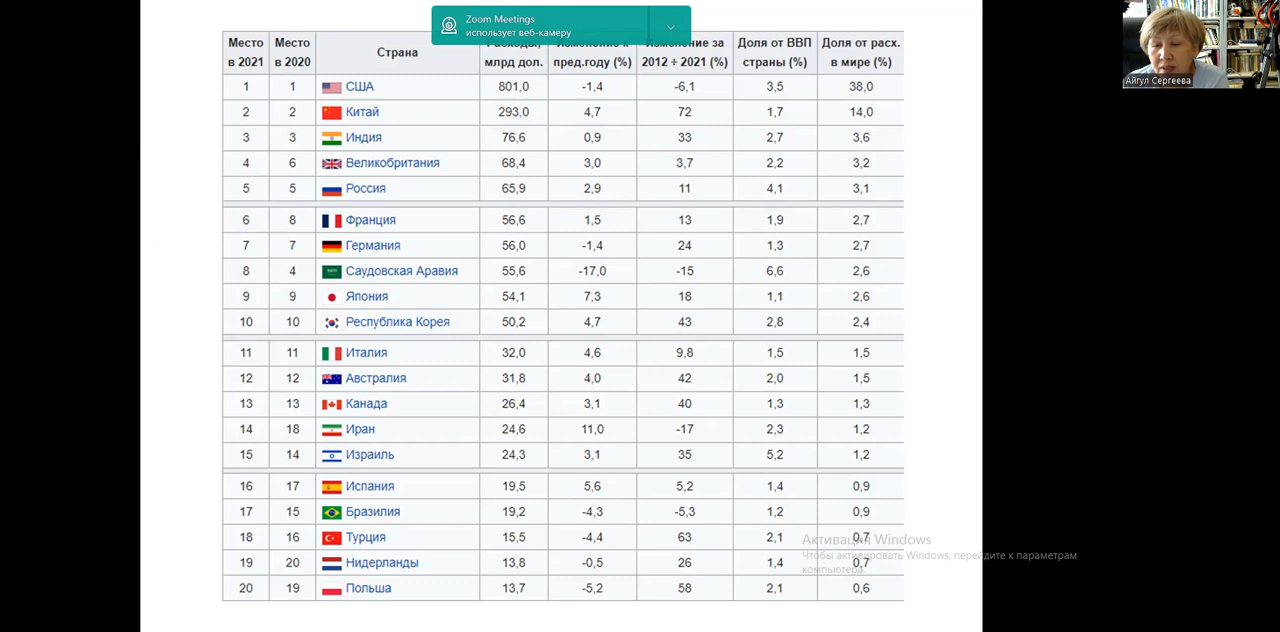 Zoom Meetings
использует веб-камеру
Айгул Сергеева
Место в 2021 Место в 2020 Страна Расходы, млрд дол. Изменение к пред.году (%) Изменение за 2012 ÷ 2021 (%) Доля от ВВП страны (%) Доля от расх. в мире (%)
1 1 США 801,0 -1,4 -6,1 3,5 38,0
2 2 Китай 293,0 4,7 72 1,7 14,0
3 3 Индия 76,6 0,9 33 2,7 3,6
4 6 Великобритания 68,4 3,0 3,7 2,2 3,2
5 5 Россия 65,9 2,9 11 4,1 3,1
6 8 Франция 56,6 1,5 13 1,9 2,7
7 7 Германия 56,0 -1,4 24 1,3 2,7
8 4 Саудовская Аравия 55,6 -17,0 -15 6,6 2,6
9 9 Япония 54,1 7,3 18 1,1 2,6
10 10 Республика Корея 50,2 4,7 43 2,8 2,4
11 11 Италия 32,0 4,6 9,8 1,5 1,5
12 12 Австралия 31,8 4,0 42 2,0 1,5
13 13 Канада 26,4 3,1 40 1,3 1,3
14 18 Иран 24,6 11,0 -17 2,3 1,2
15 14 Израиль 24,3 3,1 35 5,2 1,2
16 17 Испания 19,5 5,6 5,2 1,4 0,9
17 15 Бразилия 19,2 -4,3 -5,3 1,2 0,9
18 16 Турция 15,5 -4,4 63 2,1 0,7
19 20 Нидерланды 13,8 -0,5 26 1,4 0,7
20 19 Польша 13,7 -5,2 58 2,1 0,6
Активация Windows
Чтобы активировать Windows, перейдите к параметрам
компьютера.